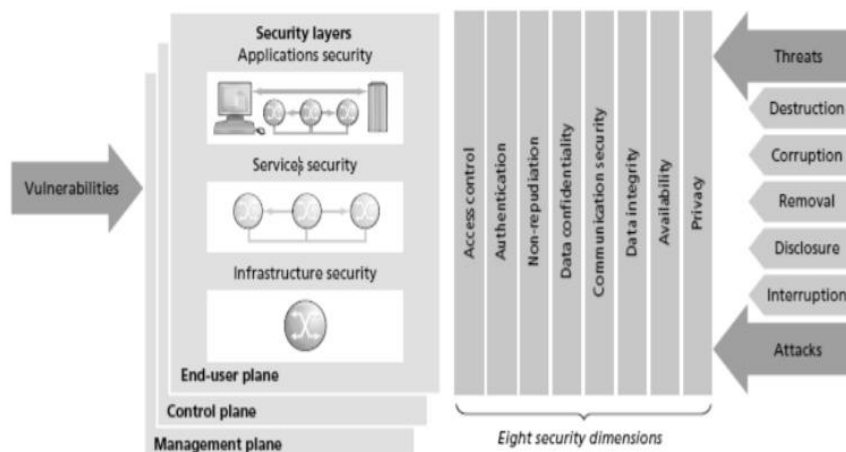 Security layers
Applications security
Services security
Infrastructure security
End-user plane
Control plane
Management plane
Vulnerabilities
Access control
Authentication
Non-repudiation
Data confidentiality
Communication security
Data integrity
Availability
Privacy
Eight security dimensions
Threats
Destruction
Corruption
Removal
Disclosure
Interruption
Attacks